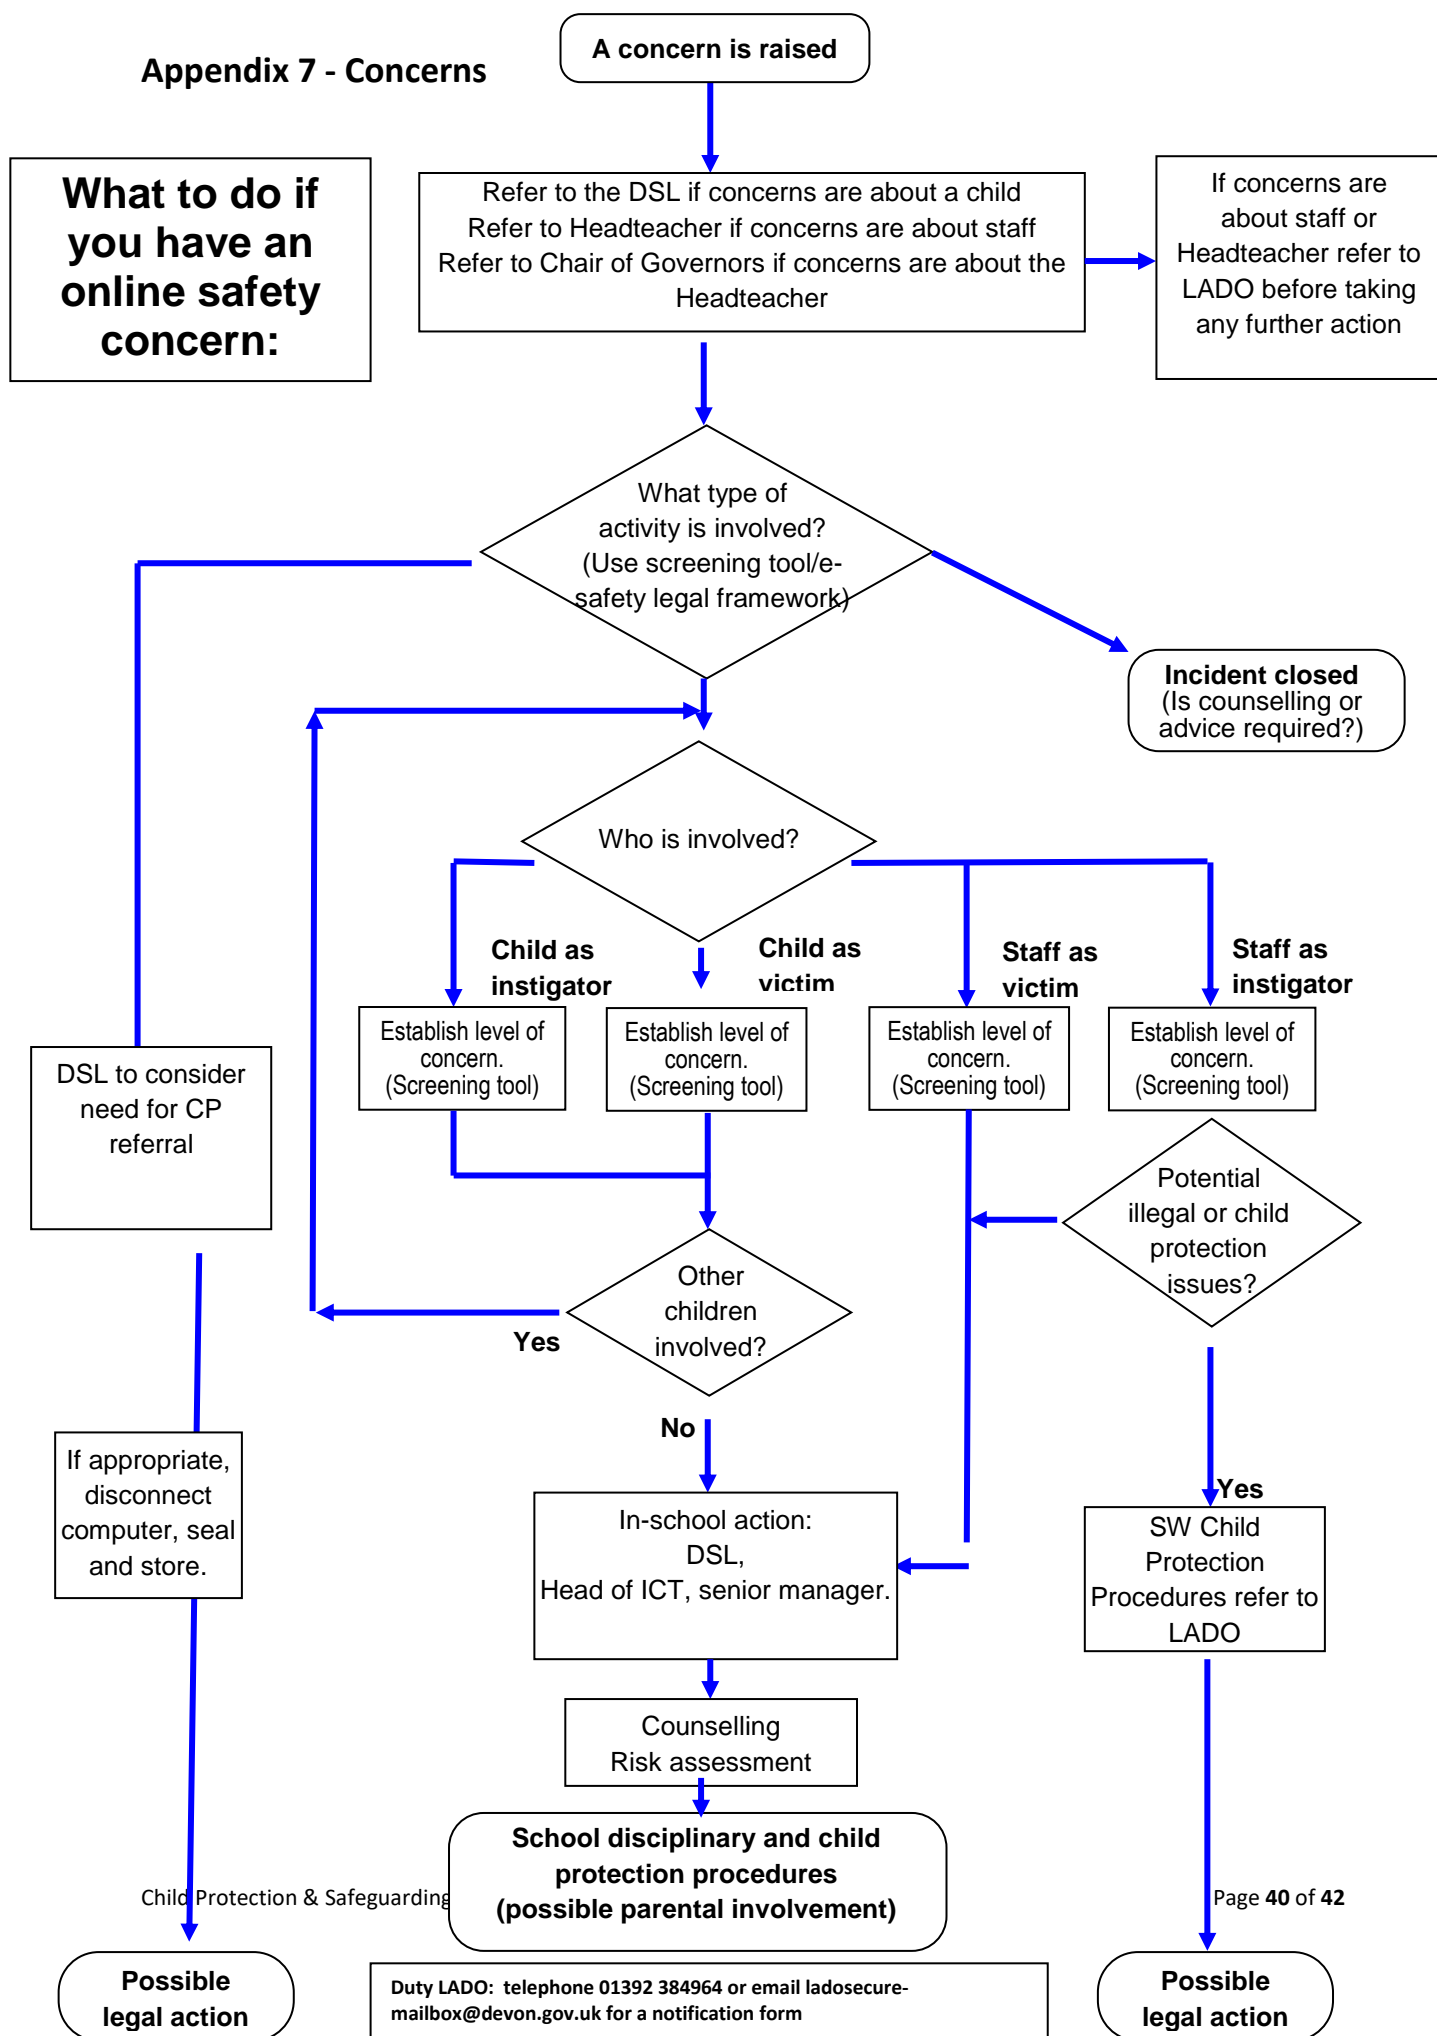 Appendix 7 - Concerns
A concern is raised
What to do if
you have an
online safety
concern:
Refer to the DSL if concerns are about a child
Refer to Headteacher if concerns are about staff
Refer to Chair of Governors if concerns are about the
Headteacher
If concerns are
about staff or
Headteacher refer to
LADO before taking
any further action
What type of
activity is involved?
(Use screening tool/e-
safety legal framework)
Incident closed
(Is counselling or
advice required?)
Who is involved?
Child as
instigator
Child as
victim
Staff as
victim
Staff as
instigator
Establish level of
concern.
(Screening tool)
Establish level of
concern.
(Screening tool)
Establish level of
concern.
(Screening tool)
Establish level of
concern.
(Screening tool)
DSL to consider
need for CP
referral
Potential
illegal or child
protection
issues?
Other
children
involved?
Yes
No
If appropriate,
disconnect
computer, seal
and store.
In-school action:
DSL,
Head of ICT, senior manager.
Yes
SW Child
Protection
Procedures refer to
LADO
Counselling
Risk assessment
School disciplinary and child
protection procedures
(possible parental involvement)
Child Protection & Safeguarding
Page 40 of 42
Possible
legal action
Duty LADO: telephone 01392 384964 or email ladosecure-
mailbox@devon.gov.uk for a notification form
Possible
legal action